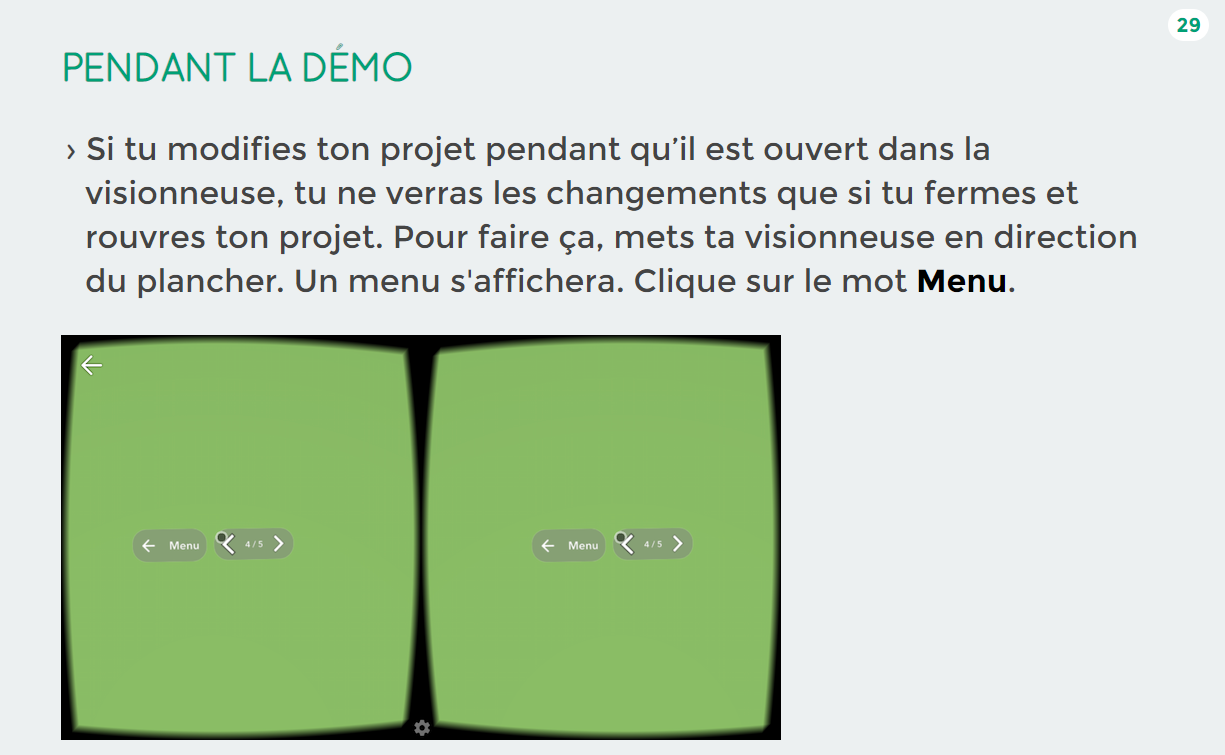 29
PENDANT LA DÉMO
› Si tu modifies ton projet pendant qu’il est ouvert dans la
visionneuse, tu ne verras les changements que si tu fermes et
rouvres ton projet. Pour faire ça, mets ta visionneuse en direction
du plancher. Un menu s'affichera. Clique sur le mot Menu.
Menu 4 / 5
Menu 4 / 5